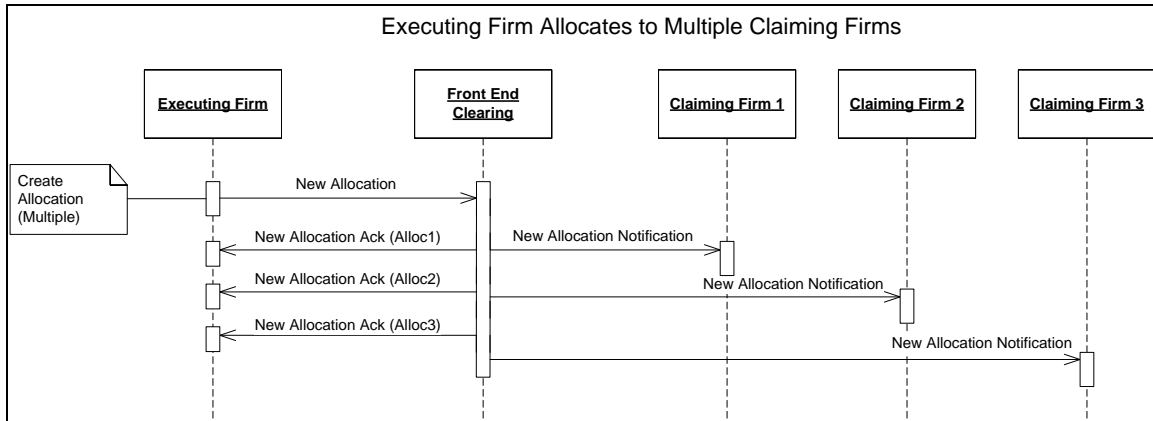 Executing Firm Allocates to Multiple Claiming Firms
Executing Firm
Front End
Clearing
Claiming Firm 1
Claiming Firm 2
Claiming Firm 3
Create
Allocation
(Multiple)
New Allocation
New Allocation Ack (Alloc1)
New Allocation Notification
New Allocation Ack (Alloc2)
New Allocation Notification
New Allocation Ack (Alloc3)
New Allocation Notification